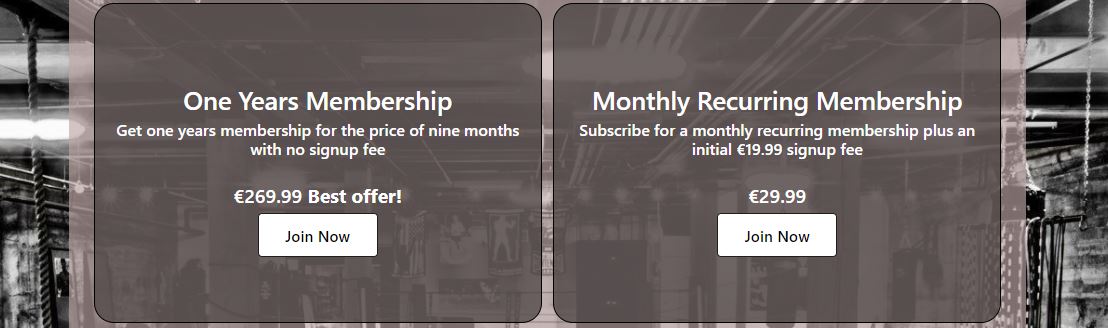 One Years Membership
Get one years membership for the price of nine months
with no signup fee
€269.99 Best offer!
Join Now
Monthly Recurring Membership
Subscribe for a monthly recurring membership plus an
initial €19.99 signup fee
€29.99
Join Now